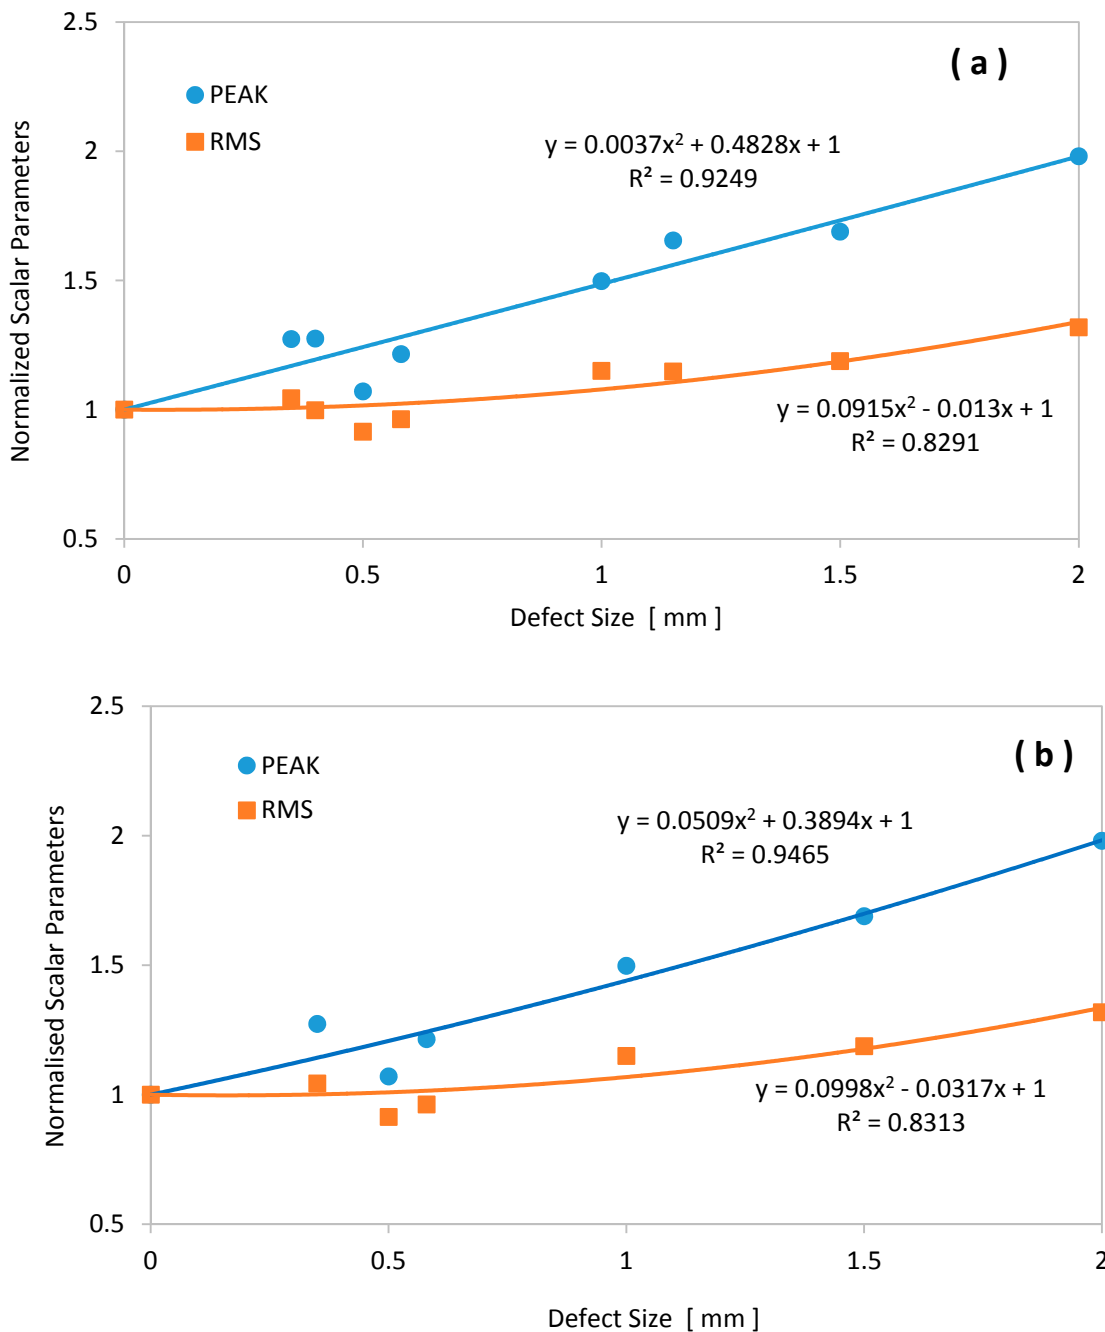 2.5
( a )
PEAK
RMS
y = 0.0037x² + 0.4828x + 1
R² = 0.9249
2
1.5
1
0.5
y = 0.0915x² - 0.013x + 1
R² = 0.8291
Normalized Scalar Parameters
0 0.5 1 1.5 2
Defect Size [ mm ]
2.5
( b )
PEAK
RMS
y = 0.0509x² + 0.3894x + 1
R² = 0.9465
2
1.5
1
0.5
y = 0.0998x² - 0.0317x + 1
R² = 0.8313
Normalised Scalar Parameters
0 0.5 1 1.5 2
Defect Size [ mm ]